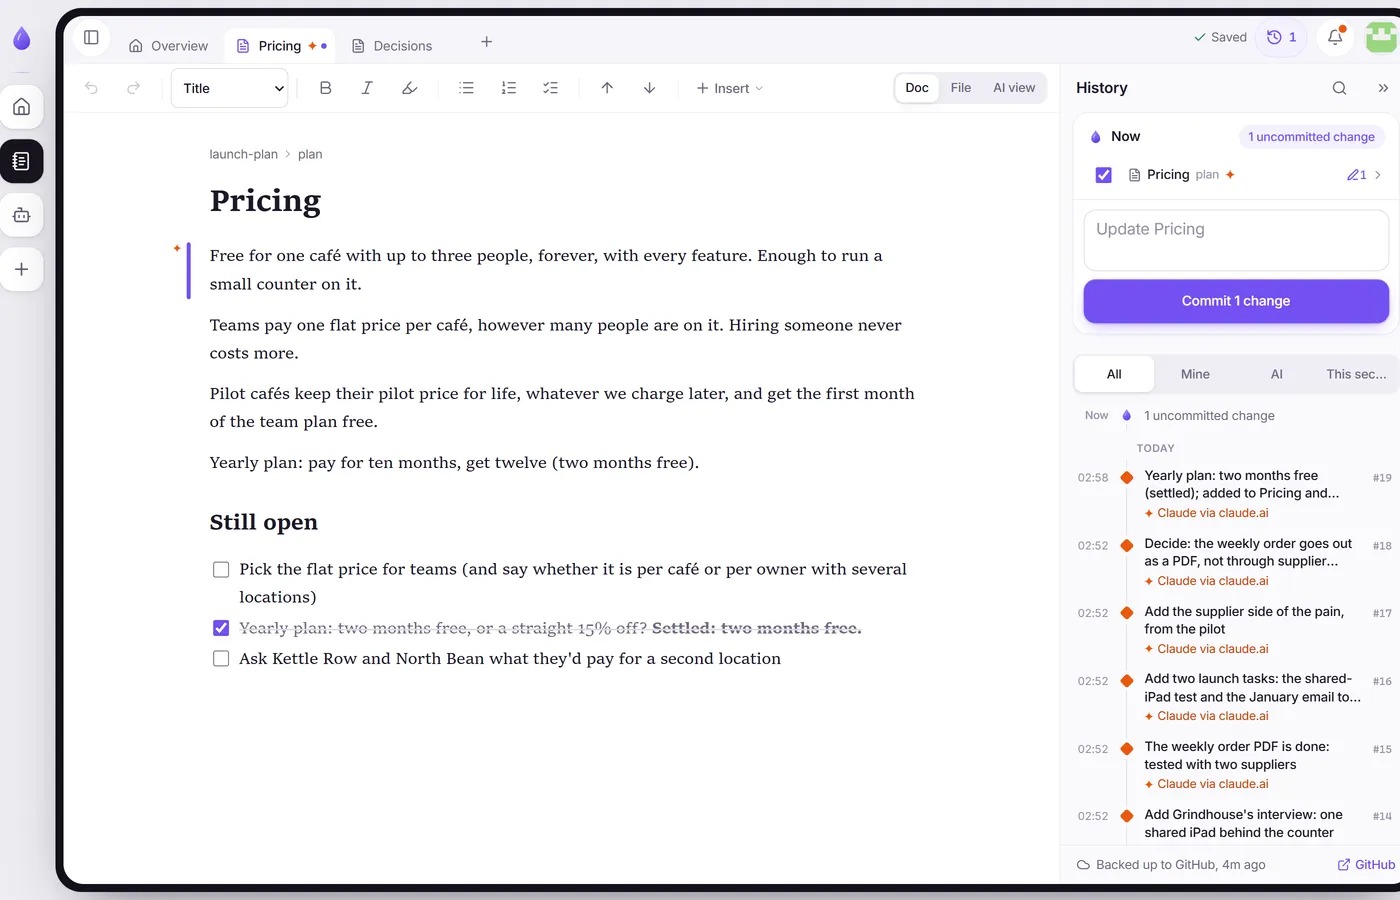 Overview
Pricing
Decisions
Saved
1
Title
Insert
Doc
File
AI view
launch-plan > plan
Pricing
Free for one café with up to three people, forever, with every feature. Enough to run a
small counter on it.
Teams pay one flat price per café, however many people are on it. Hiring someone never
costs more.
Pilot cafés keep their pilot price for life, whatever we charge later, and get the first month
of the team plan free.
Yearly plan: pay for ten months, get twelve (two months free).
Still open
Pick the flat price for teams (and say whether it is per café or per owner with several
locations)
Yearly plan: two months free, or a straight 15% off? Settled: two months free.
Ask Kettle Row and North Bean what they'd pay for a second location
History
Now
1 uncommitted change
Pricing plan
1
Update Pricing
Commit 1 change
All
Mine
AI
This sec...
Now
1 uncommitted change
TODAY
02:58
Yearly plan: two months free
(settled); added to Pricing and...
#19
Claude via claude.ai
02:52
Decide: the weekly order goes out
as a PDF, not through supplier...
#18
Claude via claude.ai
02:52
Add the supplier side of the pain,
from the pilot
#17
Claude via claude.ai
02:52
Add two launch tasks: the shared-
iPad test and the January email to...
#16
Claude via claude.ai
02:52
The weekly order PDF is done:
tested with two suppliers
#15
Claude via claude.ai
02:52
Add Grindhouse's interview: one
shared iPad behind the counter
#14
Backed up to GitHub, 4m ago
GitHub